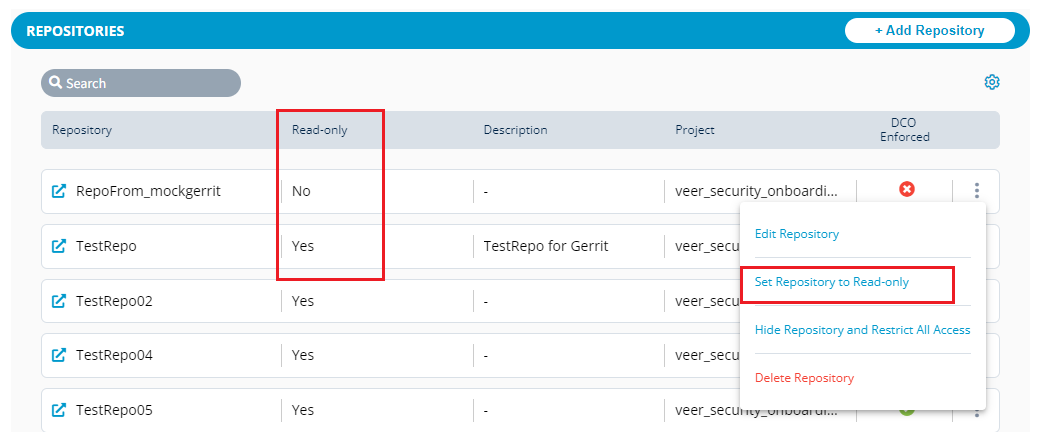 REPOSITORIES
+ Add Repository
Search
Repository Read-only Description Project DCO Enforced
RepoFrom_mockgerrit No - veer_security_onboardi...
TestRepo Yes TestRepo for Gerrit veer_secu
TestRepo02 Yes - veer_secu
TestRepo04 Yes - veer_secu
TestRepo05 Yes - veer_security_onboardi...
Edit Repository
Set Repository to Read-only
Hide Repository and Restrict All Access
Delete Repository